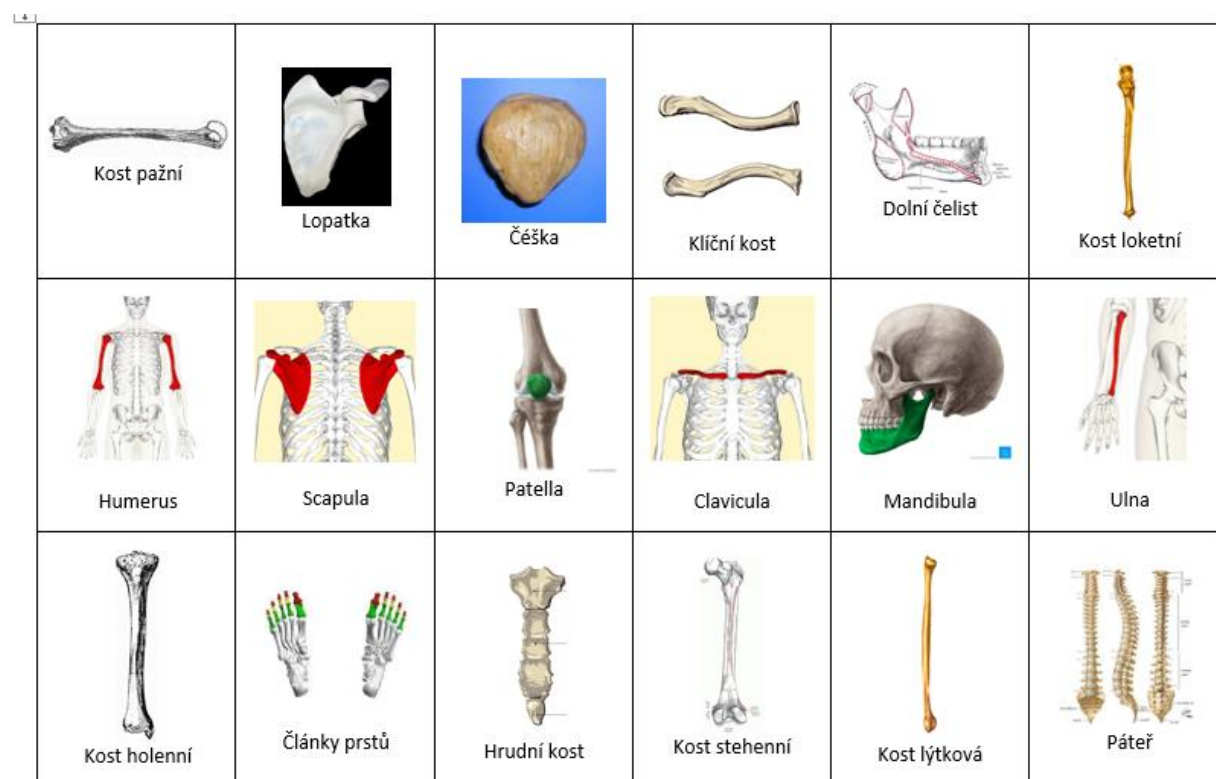 Kost pažní
Lopatka
Čéška
Klíční kost
Dolní čelist
Kost loketní
Humerus
Scapula
Patella
Clavicula
Mandibula
Ulna
Kost holenní
Články prstů
Hrudní kost
Kost stehenní
Kost lýtková
Páteř